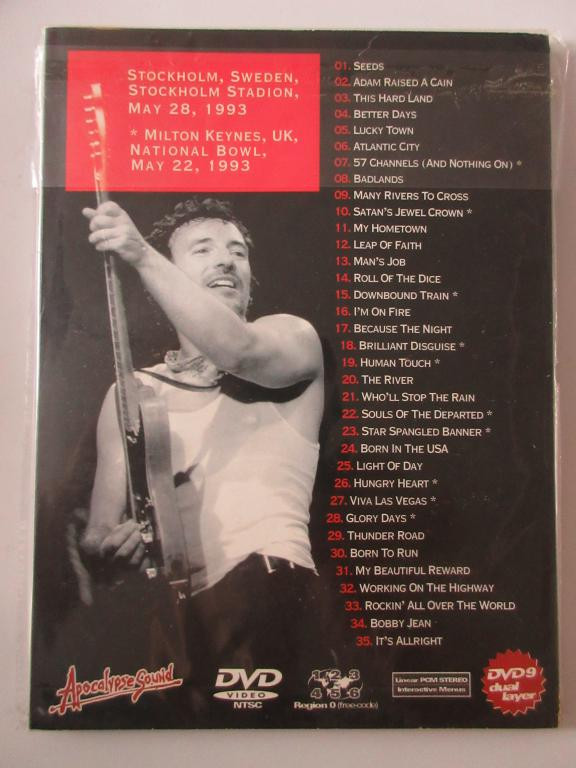 STOCKHOLM, SWEDEN,
STOCKHOLM STADION,
MAY 28, 1993
* MILTON KEYNES, UK,
NATIONAL BOWL,
MAY 22, 1993
01. SEEDS
02. ADAM RAISED A CAIN
03. THIS HARD LAND
04. BETTER DAYS
05. LUCKY TOWN
06. ATLANTIC CITY
07. 57 CHANNELS (AND NOTHING ON) *
08. BADLANDS
09. MANY RIVERS TO CROSS
10. SATAN'S JEWEL CROWN *
11. MY HOMETOWN
12. LEAP OF FAITH
13. MAN'S JOB
14. ROLL OF THE DICE
15. DOWNBOUND TRAIN *
16. I'M ON FIRE
17. BECAUSE THE NIGHT
18. BRILLIANT DISGUISE *
19. HUMAN TOUCH *
20. THE RIVER
21. WHO'LL STOP THE RAIN
22. SOULS OF THE DEPARTED *
23. STAR SPANGLED BANNER *
24. BORN IN THE USA
25. LIGHT OF DAY
26. HUNGRY HEART *
27. VIVA LAS VEGAS *
28. GLORY DAYS *
29. THUNDER ROAD
30. BORN TO RUN
31. MY BEAUTIFUL REWARD
32. WORKING ON THE HIGHWAY
33. ROCKIN' ALL OVER THE WORLD
34. BOBBY JEAN
35. IT'S ALLRIGHT
Apocalypse Sound
DVD
VIDEO
NTSC
1 2 3
4 5 6
Region 0 (free-code)
Linear PCM STEREO
Interactive Menus
DVD9
dual
layer